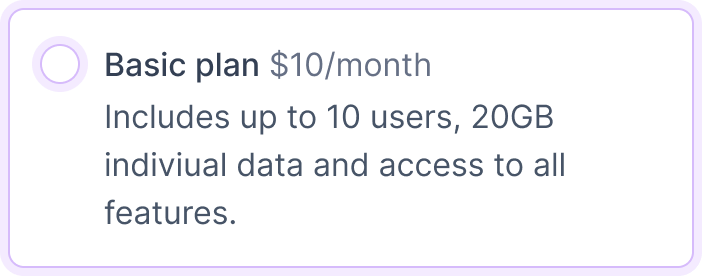 Basic plan $10/month
Includes up to 10 users, 20GB
indiviual data and access to all
features.